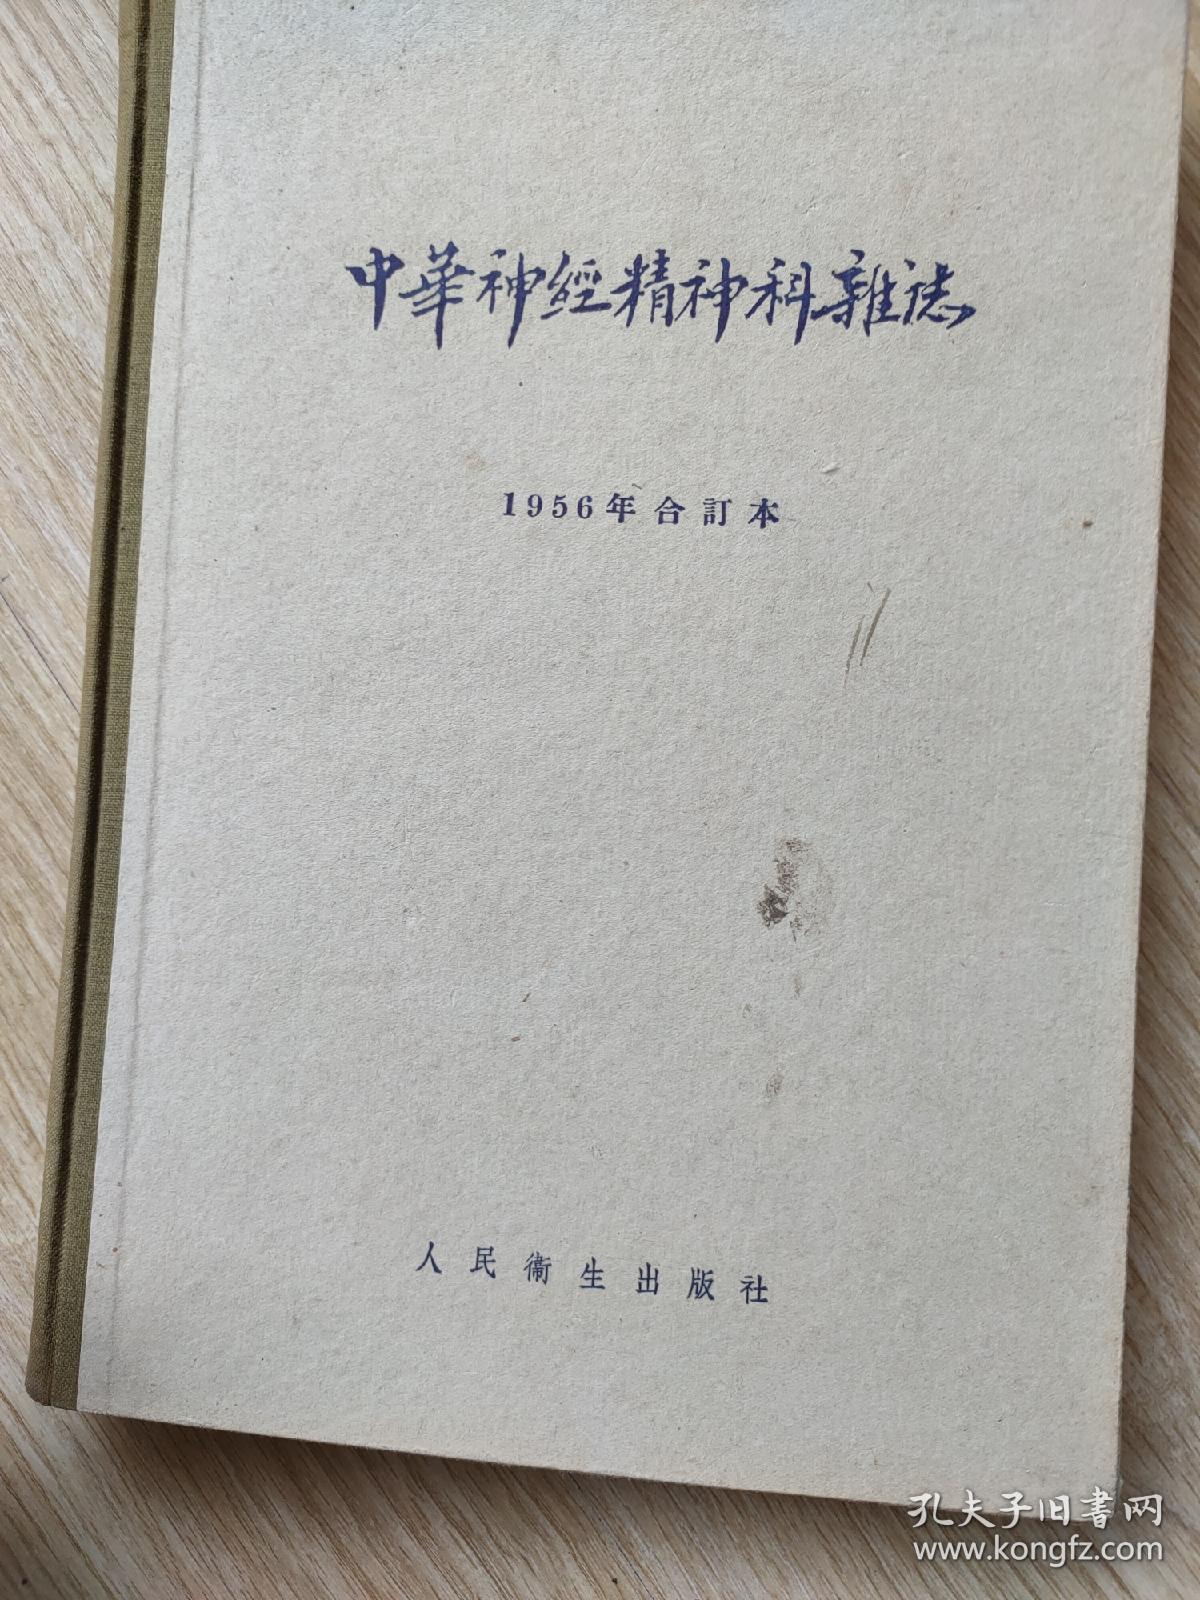 中華神經精神科雜誌
1956年合訂本
人民衞生出版社
孔夫子旧書网
www.kongfz.com